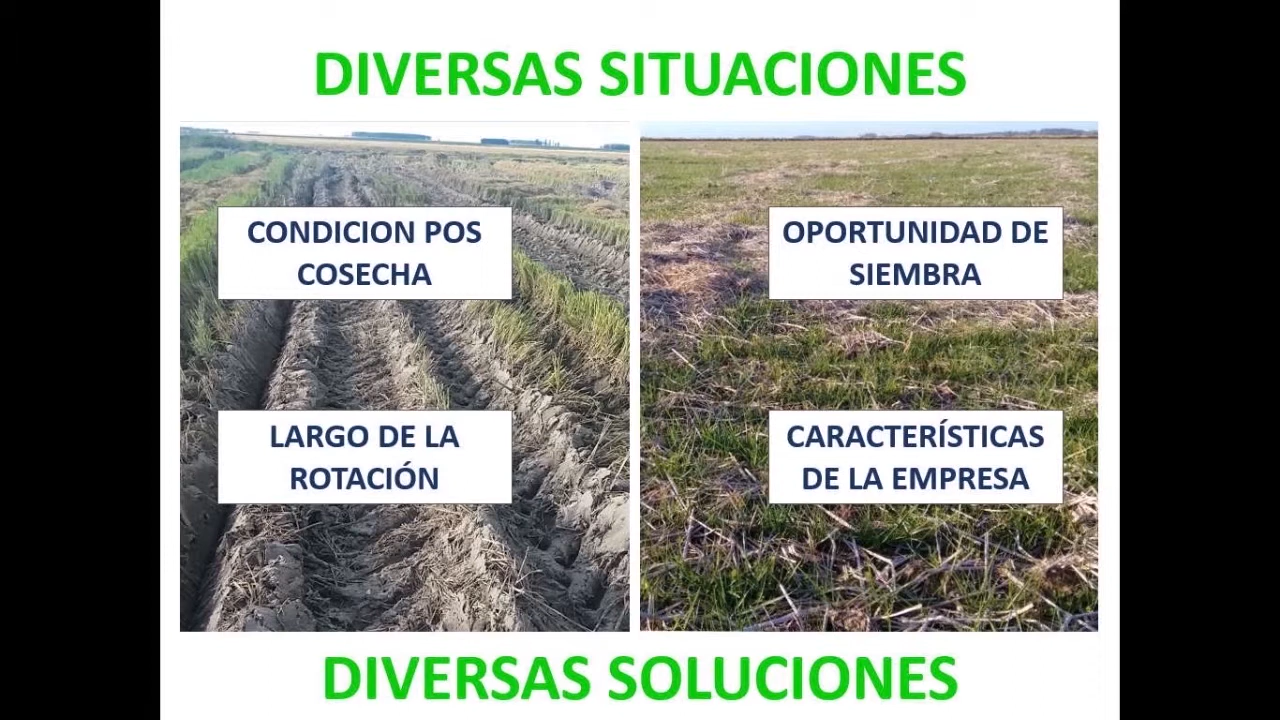 DIVERSAS SITUACIONES
CONDICION POS
COSECHA
OPORTUNIDAD DE
SIEMBRA
LARGO DE LA
ROTACIÓN
CARACTERÍSTICAS
DE LA EMPRESA
DIVERSAS SOLUCIONES